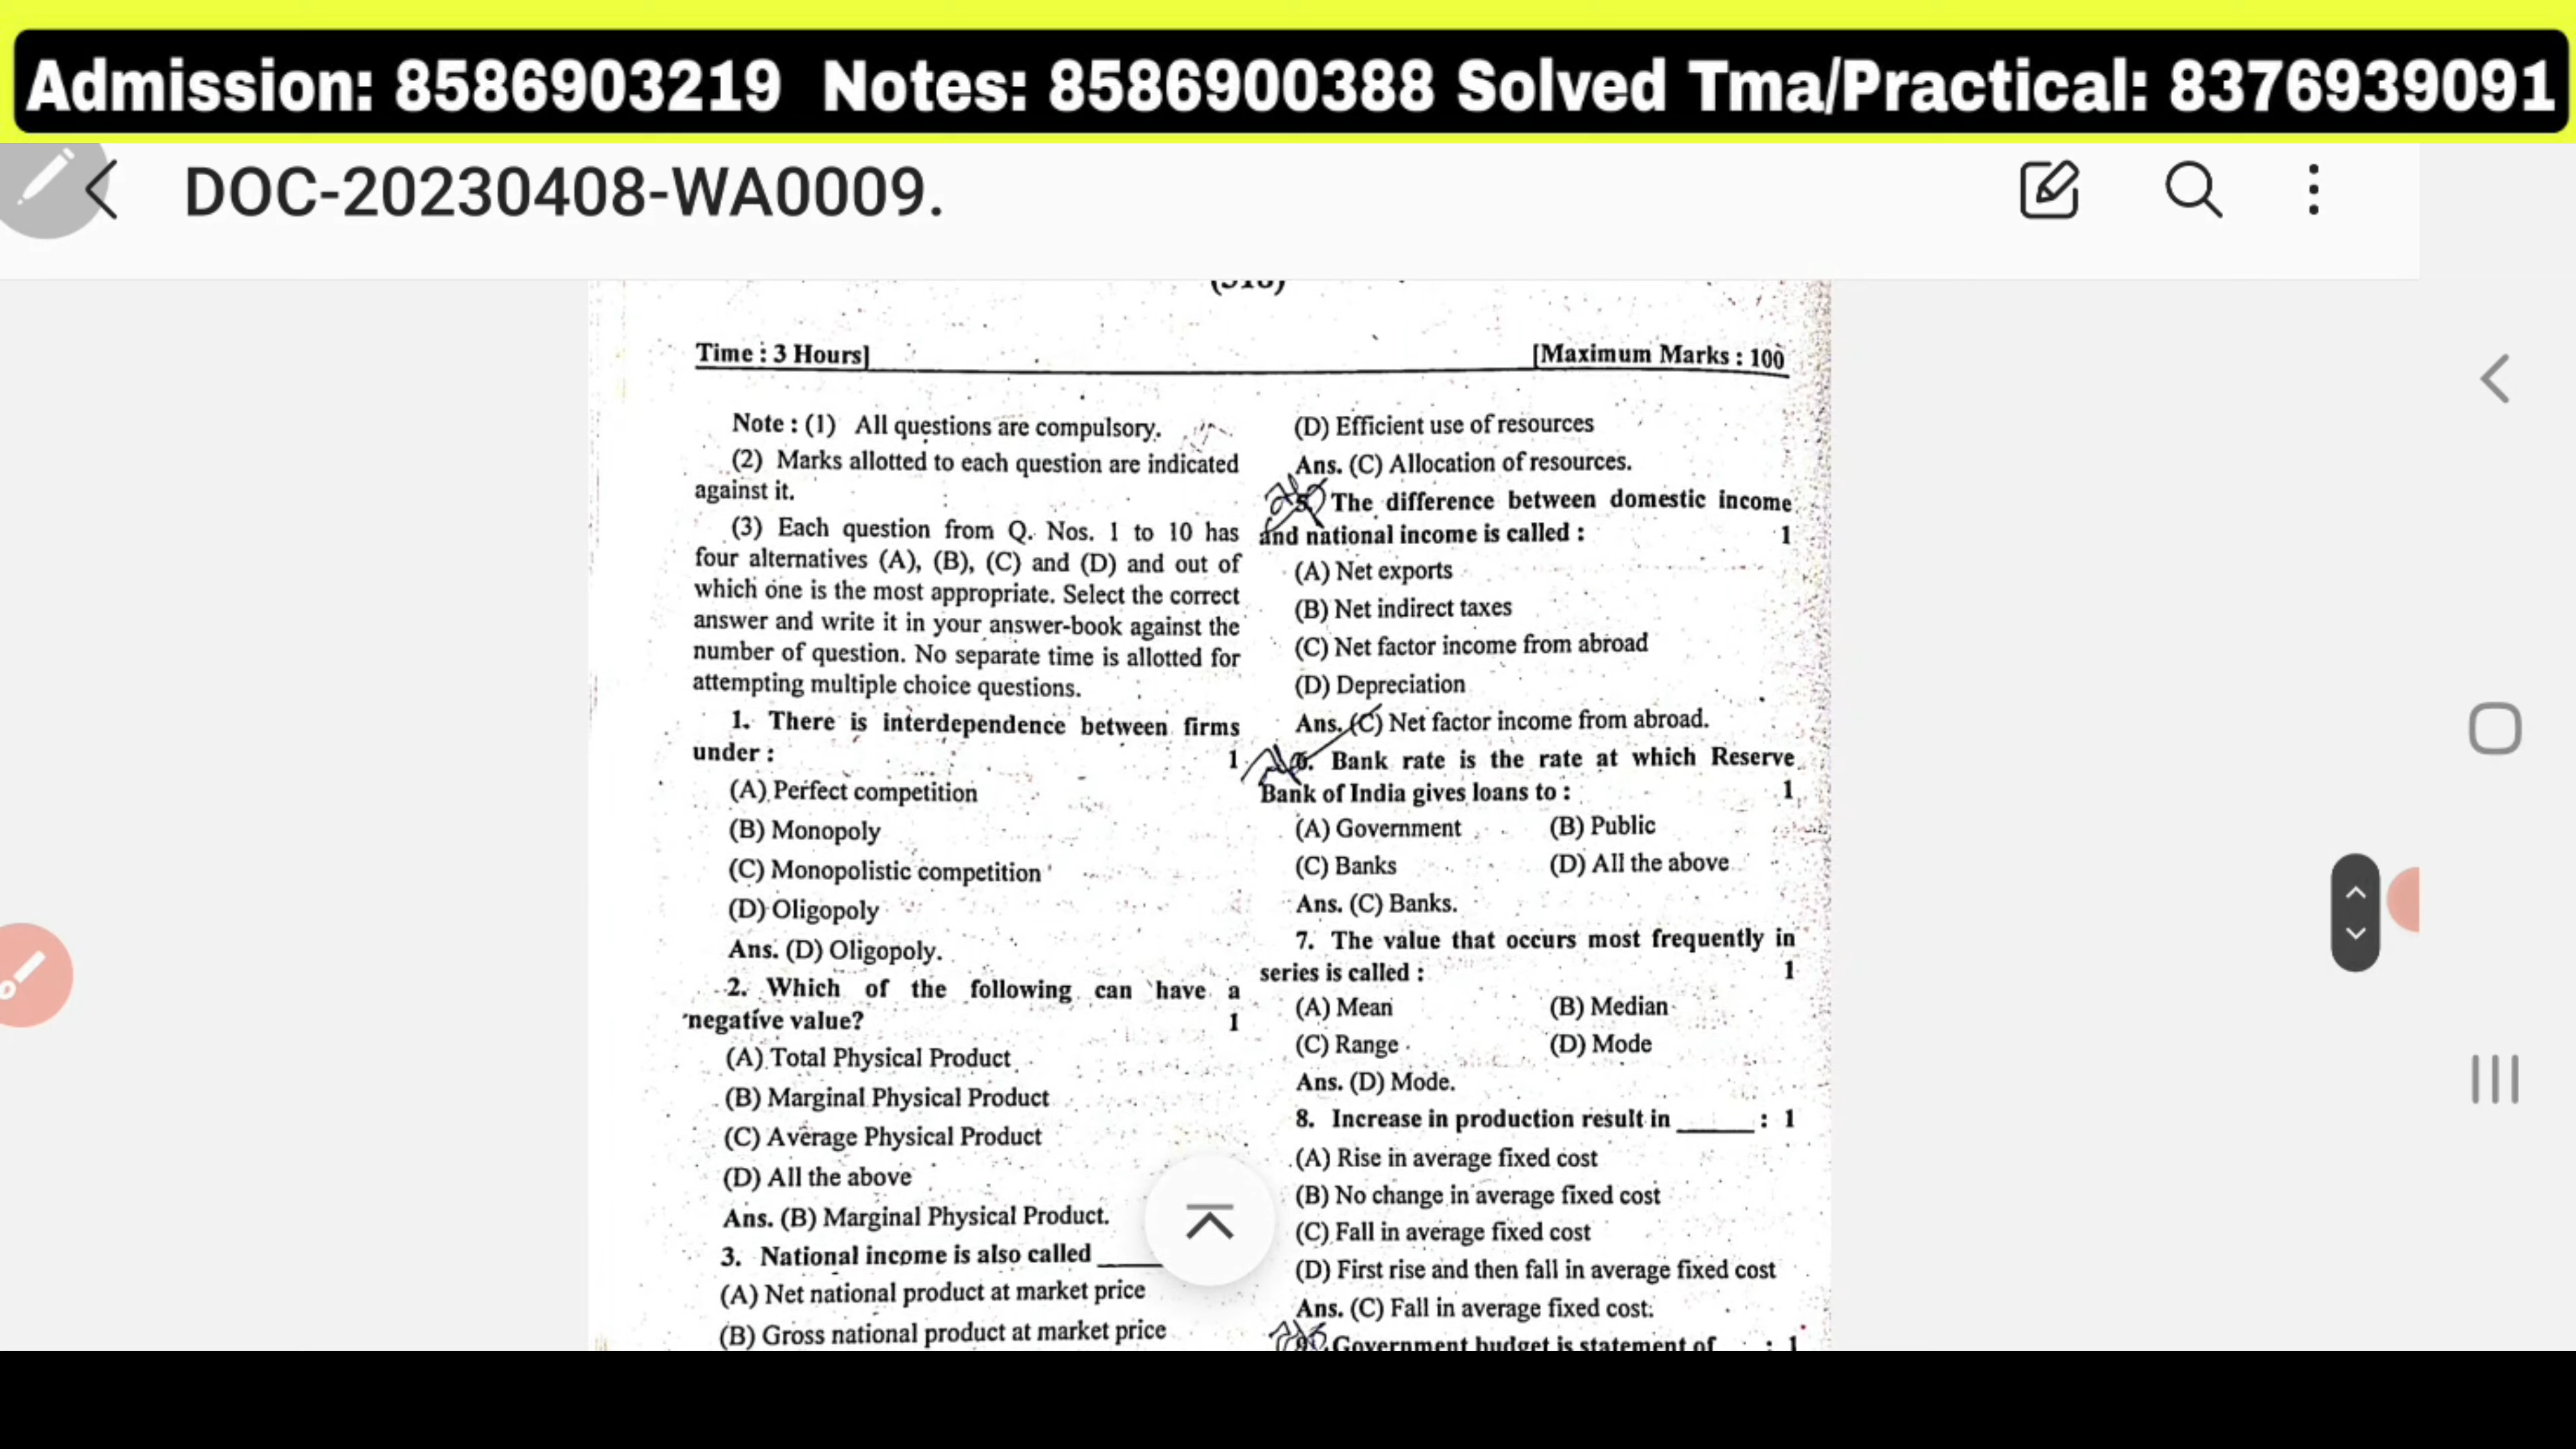 Admission: 8586903219 Notes: 8586900388 Solved Tma/Practical: 8376939091
DOC-20230408-WA0009.
Time : 3 Hours]
[Maximum Marks : 100
Note : (1) All questions are compulsory.
(2) Marks allotted to each question are indicated
against it.
(3) Each question from Q. Nos. 1 to 10 has
four alternatives (A), (B), (C) and (D) and out of
which one is the most appropriate. Select the correct
answer and write it in your answer-book against the
number of question. No separate time is allotted for
attempting multiple choice questions.
1. There is interdependence between firms
under : 1
(A) Perfect competition
(B) Monopoly
(C) Monopolistic competition
(D) Oligopoly
Ans. (D) Oligopoly.
2. Which of the following can have a
negative value? 1
(A) Total Physical Product
(B) Marginal Physical Product
(C) Average Physical Product
(D) All the above
Ans. (B) Marginal Physical Product.
3. National income is also called ______
(A) Net national product at market price
(B) Gross national product at market price
(D) Efficient use of resources
Ans. (C) Allocation of resources.
5. The difference between domestic income
and national income is called : 1
(A) Net exports
(B) Net indirect taxes
(C) Net factor income from abroad
(D) Depreciation
Ans. (C) Net factor income from abroad.
6. Bank rate is the rate at which Reserve
Bank of India gives loans to : 1
(A) Government (B) Public
(C) Banks (D) All the above
Ans. (C) Banks.
7. The value that occurs most frequently in
series is called : 1
(A) Mean (B) Median
(C) Range (D) Mode
Ans. (D) Mode.
8. Increase in production result in ______ : 1
(A) Rise in average fixed cost
(B) No change in average fixed cost
(C) Fall in average fixed cost
(D) First rise and then fall in average fixed cost
Ans. (C) Fall in average fixed cost.
9. Government budget is statement of : 1